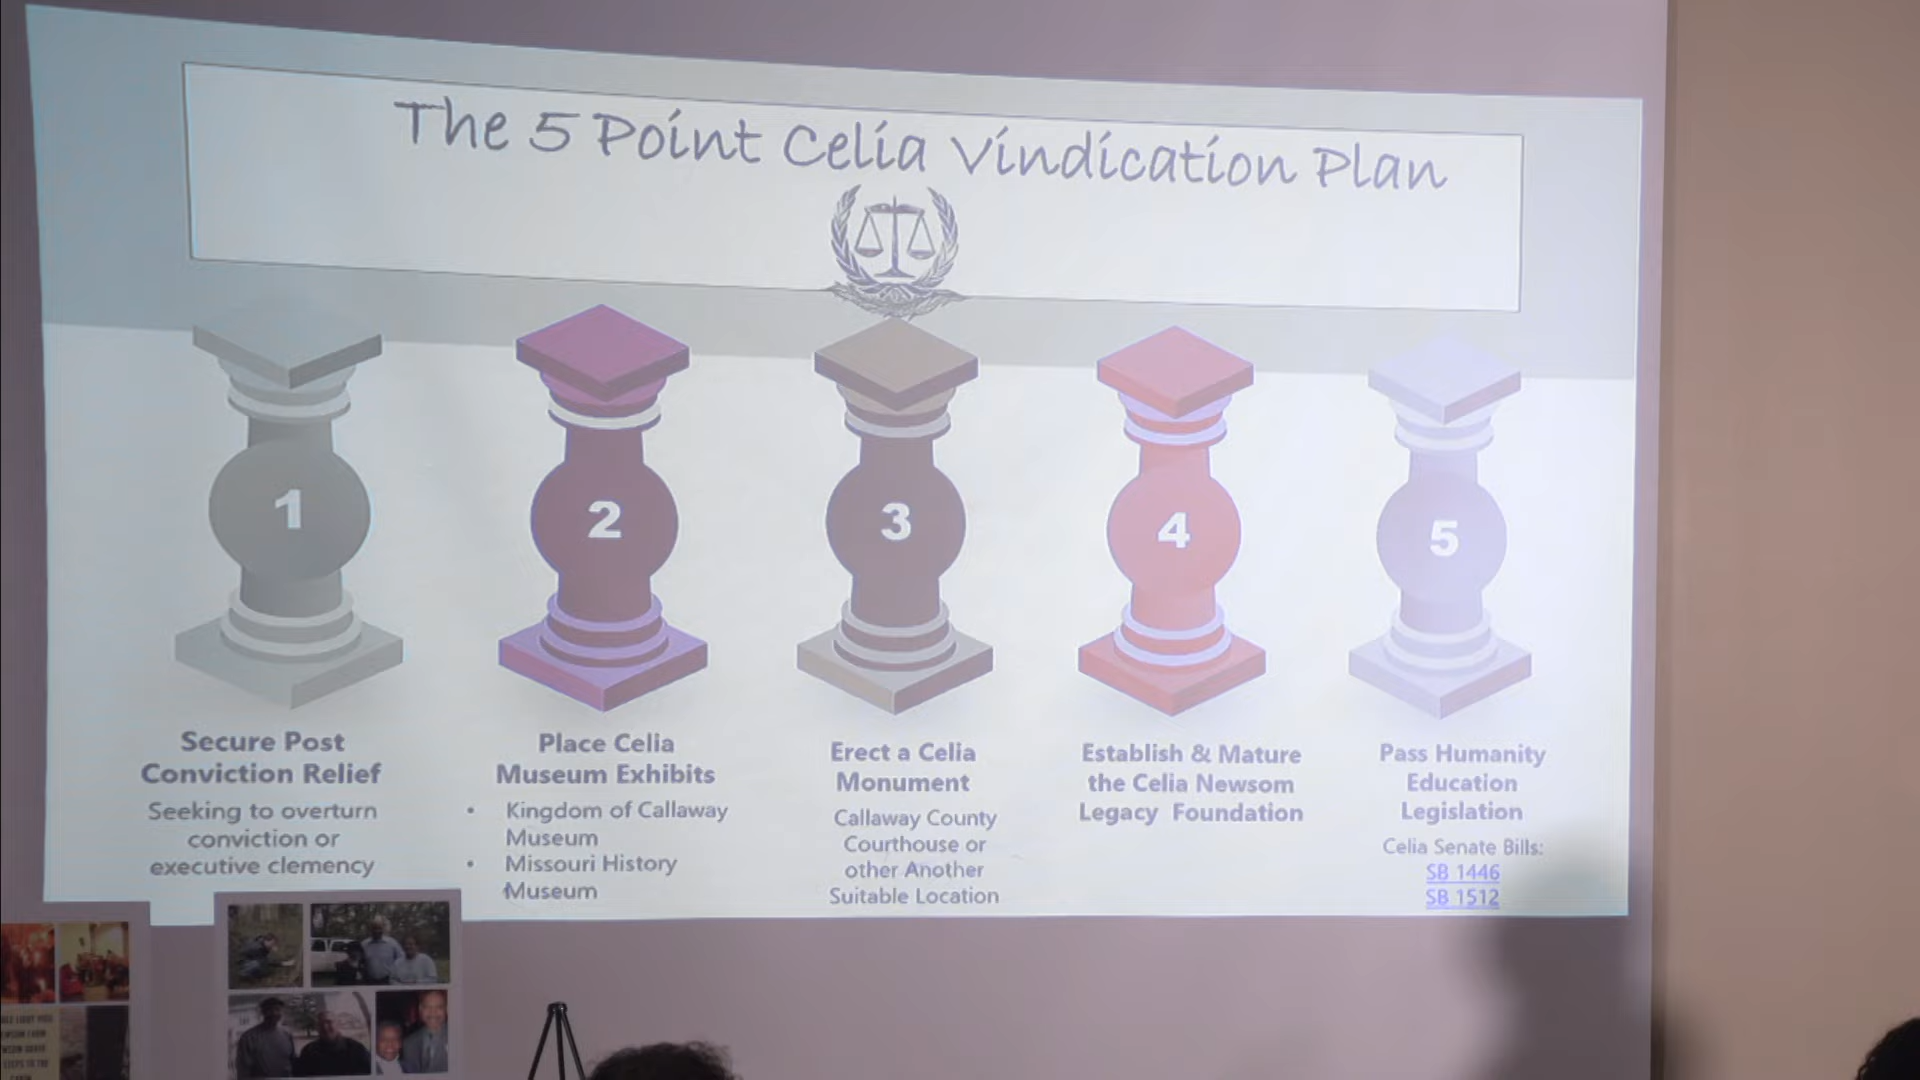 The 5 Point Celia Vindication Plan
1
2
3
4
5
Secure Post
Conviction Relief
Seeking to overturn
conviction or
executive clemency
Place Celia
Museum Exhibits
• Kingdom of Callaway
Museum
• Missouri History
Museum
Erect a Celia
Monument
Callaway County
Courthouse or
other Another
Suitable Location
Establish & Mature
the Celia Newsom
Legacy Foundation
Pass Humanity
Education
Legislation
Celia Senate Bills:
SB 1446
SB 1512